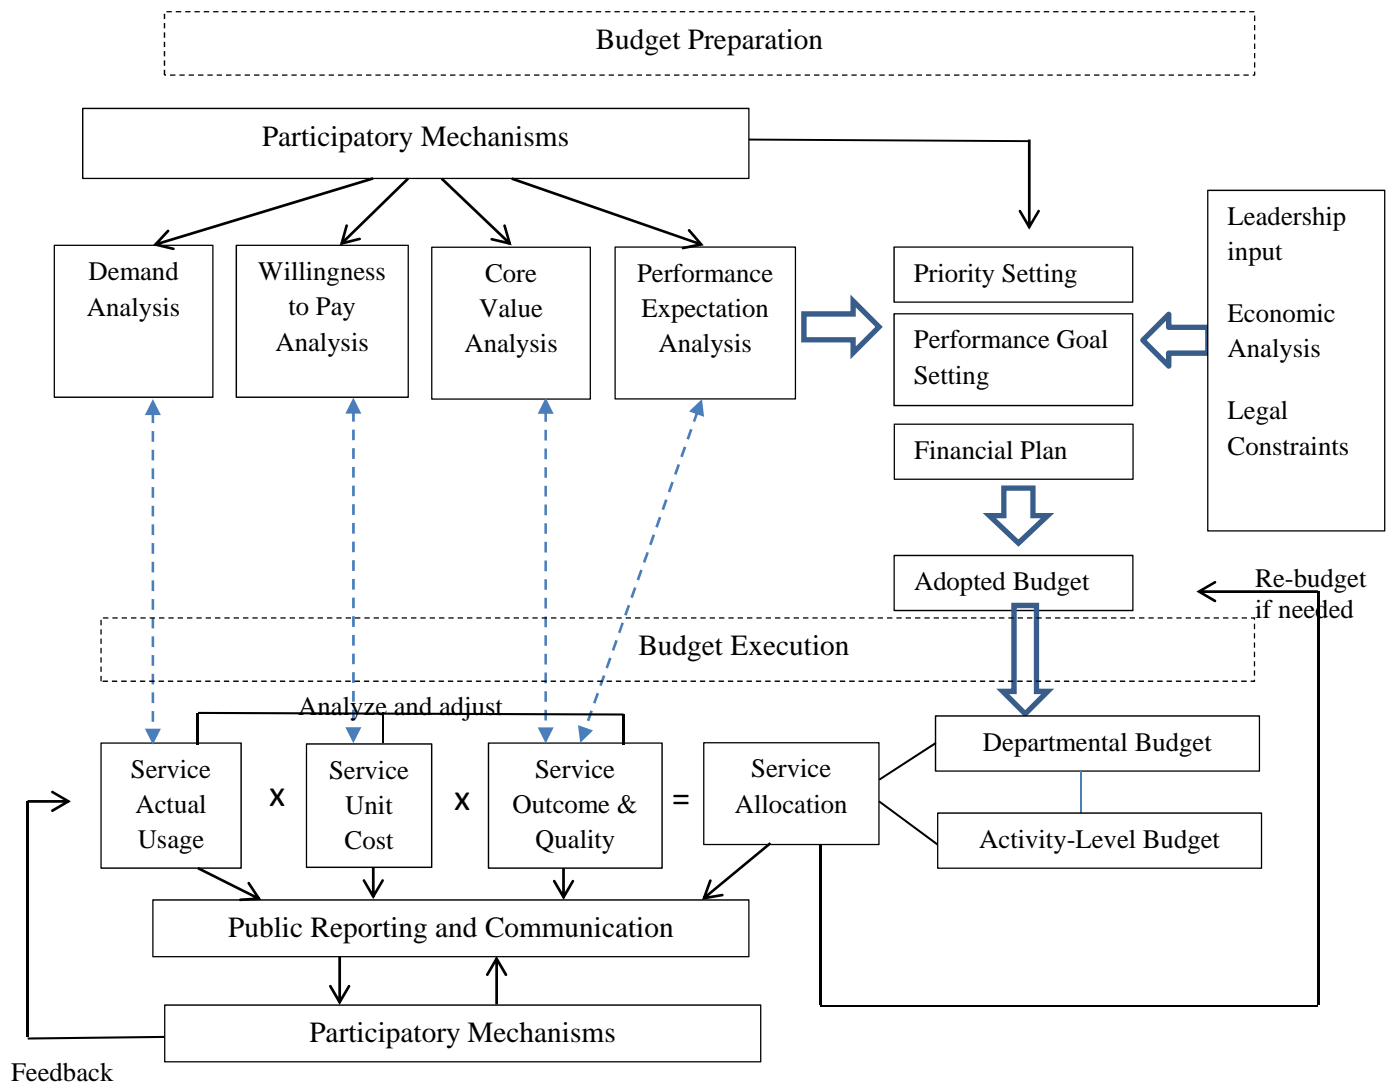 Budget Preparation
Participatory Mechanisms
Demand
Analysis
Willingness
to Pay
Analysis
Core
Value
Analysis
Performance
Expectation
Analysis
Priority Setting
Performance Goal
Setting
Financial Plan
Leadership
input
Economic
Analysis
Legal
Constraints
Adopted Budget
Re-budget
if needed
Budget Execution
Analyze and adjust
Service
Actual
Usage
x
Service
Unit
Cost
x
Service
Outcome &
Quality
=
Service
Allocation
Departmental Budget
Activity-Level Budget
Public Reporting and Communication
Participatory Mechanisms
Feedback